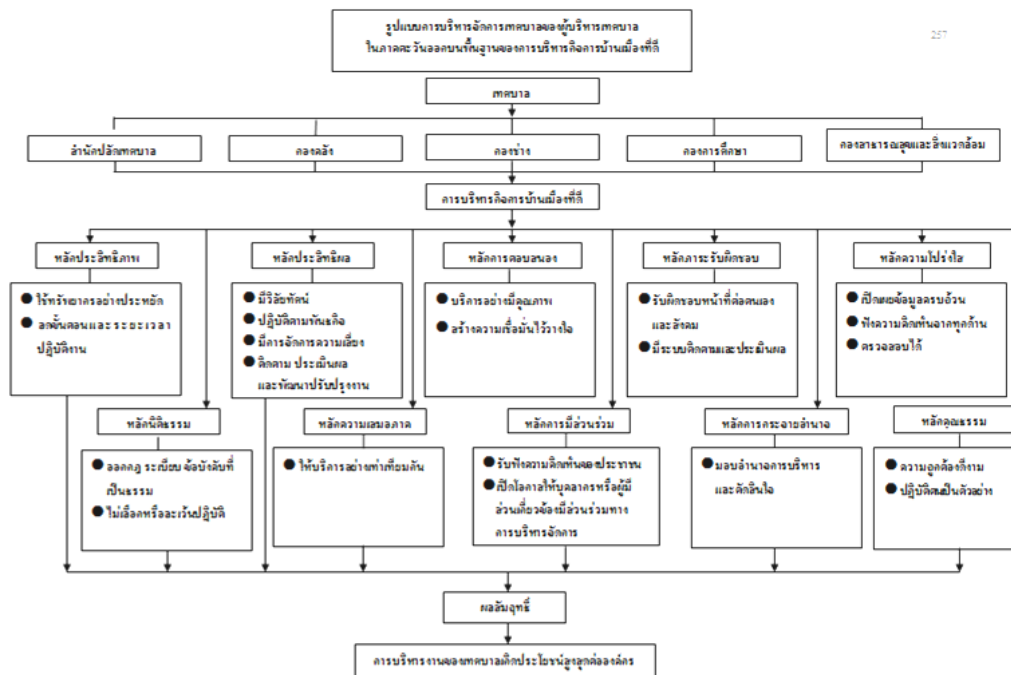 รูปแบบการบริหารจัดการเทศบาลของผู้บริหารเทศบาล
ในภาคตะวันออกบนพื้นฐานของการบริหารกิจการบ้านเมืองที่ดี
257
เทศบาล
สำนักปลัดเทศบาล
กองคลัง
กองช่าง
กองการศึกษา
กองสาธารณสุขและสิ่งแวดล้อม
การบริหารกิจการบ้านเมืองที่ดี
หลักประสิทธิภาพ
หลักประสิทธิผล
หลักการตอบสนอง
หลักภาระรับผิดชอบ
หลักความโปร่งใส
● ใช้ทรัพยากรอย่างประหยัด
● ลดขั้นตอนและระยะเวลา
ปฏิบัติงาน
● มีวิสัยทัศน์
● ปฏิบัติตามพันธกิจ
● มีการจัดการความเสี่ยง
● ติดตาม ประเมินผล
และพัฒนาปรับปรุงงาน
● บริการอย่างมีคุณภาพ
● สร้างความเชื่อมั่นไว้วางใจ
● รับผิดชอบหน้าที่ต่อตนเอง
และสังคม
● มีระบบติดตามและประเมินผล
● เปิดเผยข้อมูลครบถ้วน
● ฟังความคิดเห็นจากทุกด้าน
● ตรวจสอบได้
หลักนิติธรรม
หลักความเสมอภาค
หลักการมีส่วนร่วม
หลักการกระจายอำนาจ
หลักคุณธรรม
● ออกกฎ ระเบียบ ข้อบังคับที่
เป็นธรรม
● ไม่เลือกหรือละเว้นปฏิบัติ
● ให้บริการอย่างเท่าเทียมกัน
● รับฟังความคิดเห็นของประชาชน
● เปิดโอกาสให้บุคลากรหรือผู้มี
ส่วนเกี่ยวข้องมีส่วนร่วมทาง
การบริหารจัดการ
● มอบอำนาจการบริหาร
และตัดสินใจ
● ความถูกต้องดีงาม
● ปฏิบัติตนเป็นตัวอย่าง
ผลสัมฤทธิ์
การบริหารงานของเทศบาลเกิดประโยชน์สูงสุดต่อองค์กร